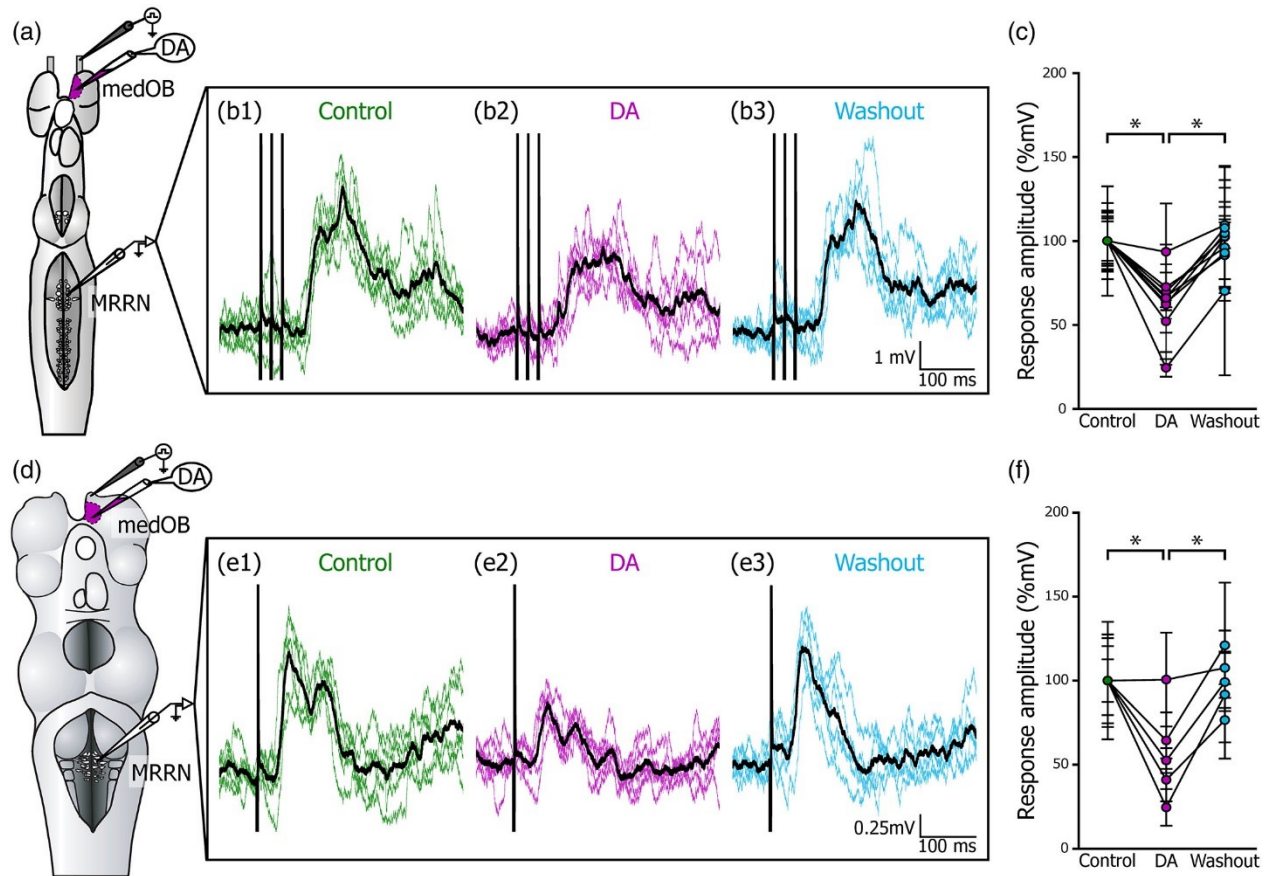 (a)
DA
medOB
MRRN
(b1) Control
(b2) DA
(b3) Washout
1 mV
100 ms
(c)
Response amplitude (%mV)
200
150
100
50
0
* *
Control DA Washout
(d)
DA
medOB
MRRN
(e1) Control
(e2) DA
(e3) Washout
0.25mV
100 ms
(f)
Response amplitude (%mV)
200
150
100
50
0
* *
Control DA Washout